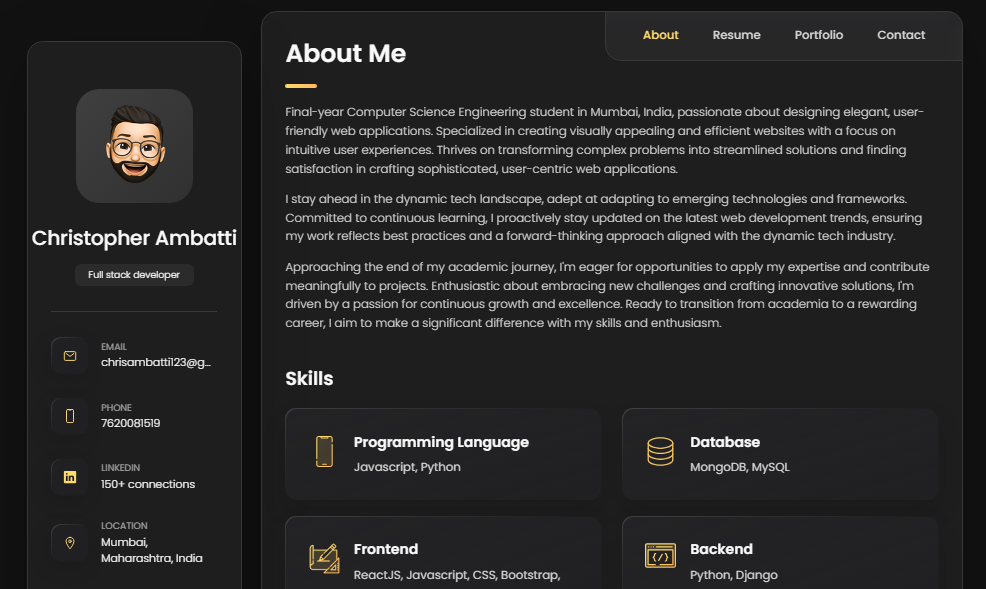 Christopher Ambatti
Full stack developer
EMAIL
chrisambatti123@g...
PHONE
7620081519
LINKEDIN
150+ connections
LOCATION
Mumbai,
Maharashtra, India
About Resume Portfolio Contact
About Me
Final-year Computer Science Engineering student in Mumbai, India, passionate about designing elegant, user-
friendly web applications. Specialized in creating visually appealing and efficient websites with a focus on
intuitive user experiences. Thrives on transforming complex problems into streamlined solutions and finding
satisfaction in crafting sophisticated, user-centric web applications.
I stay ahead in the dynamic tech landscape, adept at adapting to emerging technologies and frameworks.
Committed to continuous learning, I proactively stay updated on the latest web development trends, ensuring
my work reflects best practices and a forward-thinking approach aligned with the dynamic tech industry.
Approaching the end of my academic journey, I'm eager for opportunities to apply my expertise and contribute
meaningfully to projects. Enthusiastic about embracing new challenges and crafting innovative solutions, I'm
driven by a passion for continuous growth and excellence. Ready to transition from academia to a rewarding
career, I aim to make a significant difference with my skills and enthusiasm.
Skills
Programming Language
Javascript, Python
Database
MongoDB, MySQL
Frontend
ReactJS, Javascript, CSS, Bootstrap,
Backend
Python, Django